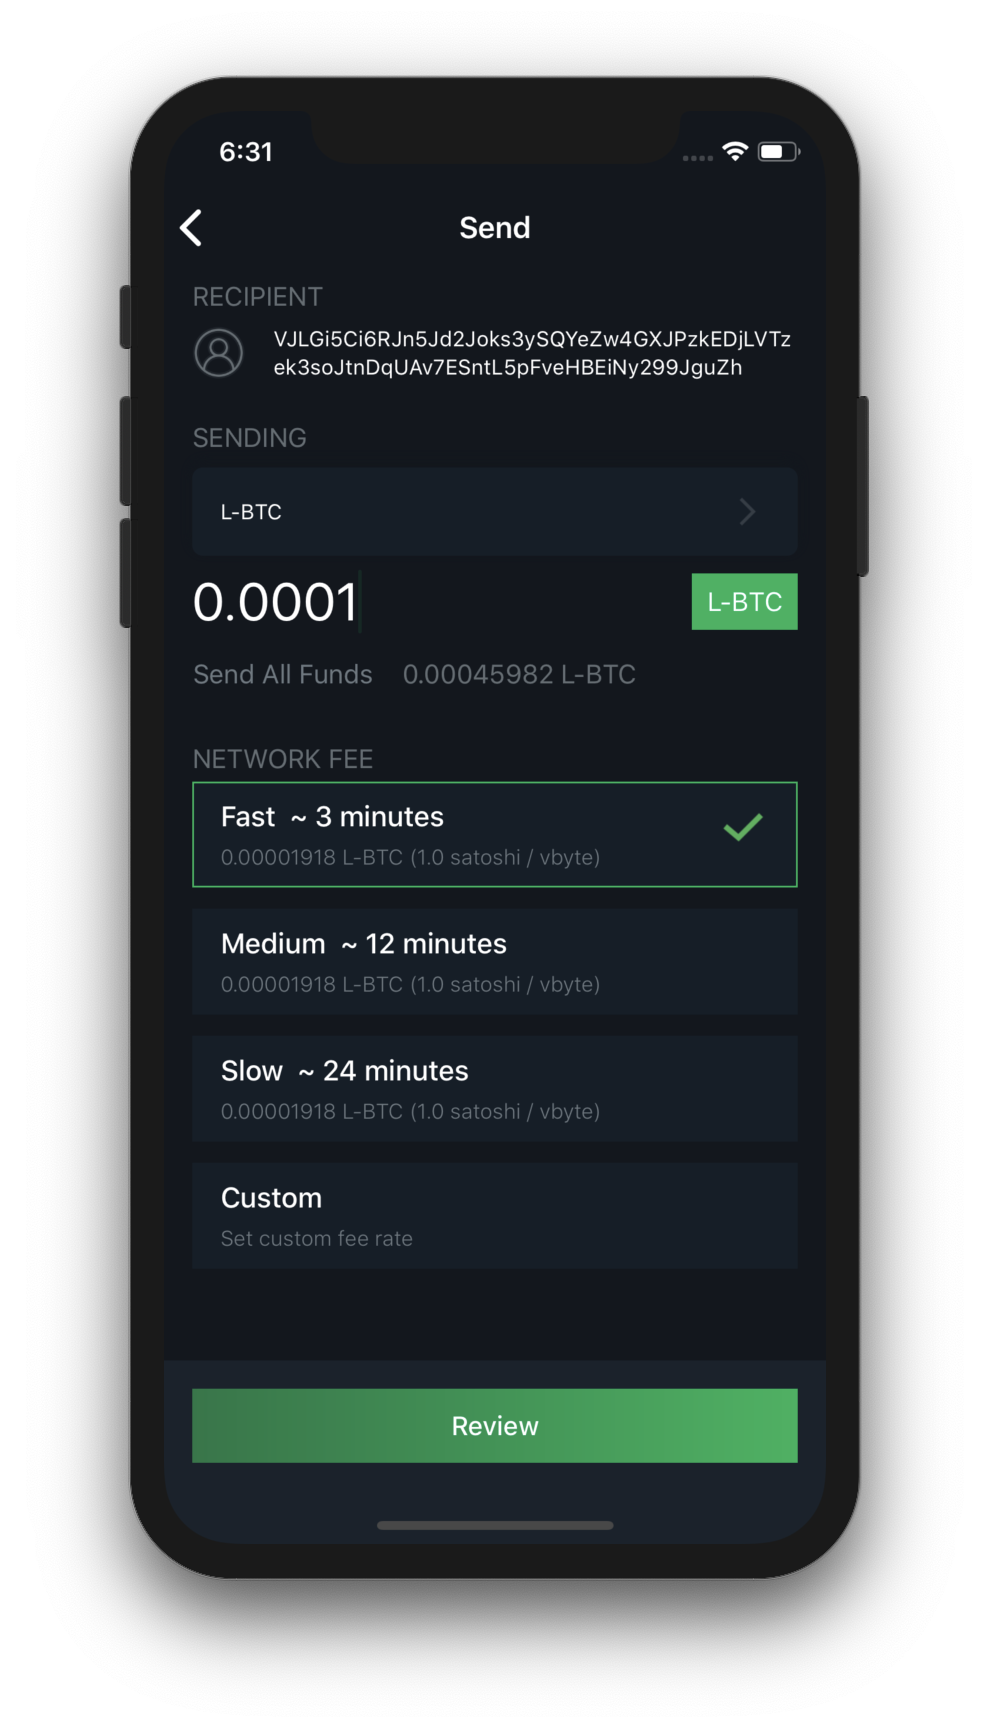 6:31
Send
RECIPIENT
VJLGi5Ci6RJn5Jd2Joks3ySQYeZw4GXJPzkEDjLVTz
ek3soJtnDqUAv7ESntL5pFveHBEiNy299JguZh
SENDING
L-BTC
0.0001 L-BTC
Send All Funds 0.00045982 L-BTC
NETWORK FEE
Fast ~ 3 minutes
0.00001918 L-BTC (1.0 satoshi / vbyte)
Medium ~ 12 minutes
0.00001918 L-BTC (1.0 satoshi / vbyte)
Slow ~ 24 minutes
0.00001918 L-BTC (1.0 satoshi / vbyte)
Custom
Set custom fee rate
Review